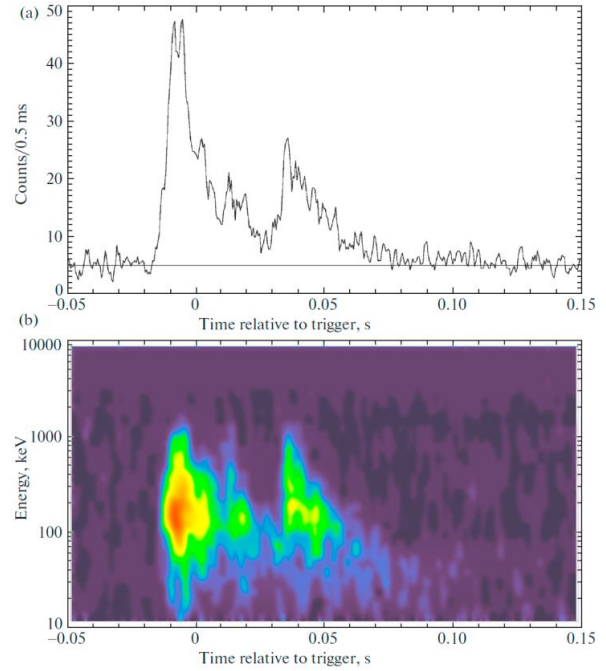 (a)
50
40
30
20
10
0
Counts/0.5 ms
−0.05 0 0.05 0.10 0.15
Time relative to trigger, s
(b)
10000
1000
100
10
Energy, keV
−0.05 0 0.05 0.10 0.15
Time relative to trigger, s